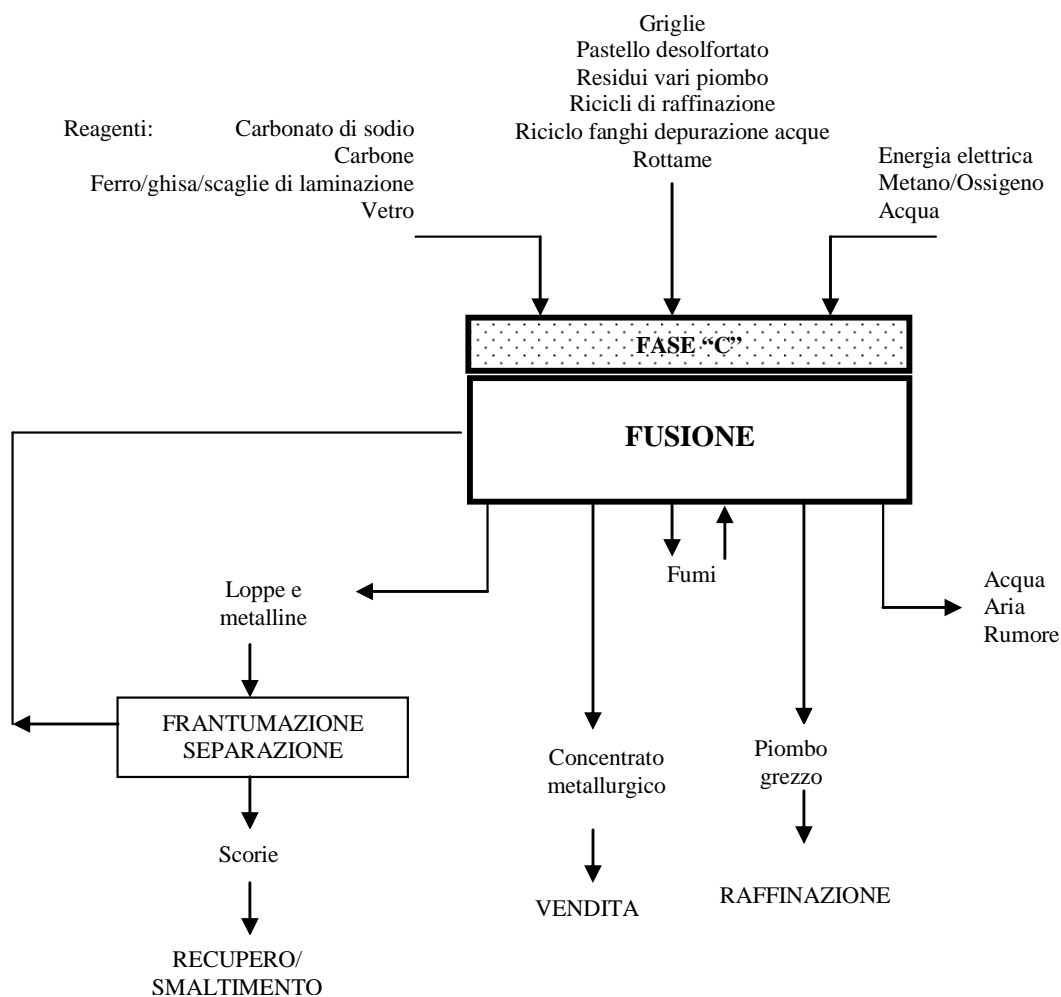 Griglie
Pastello desolfortato
Residui vari piombo
Ricicli di raffinazione
Riciclo fanghi depurazione acque
Rottame
Reagenti: Carbonato di sodio
Carbone
Ferro/ghisa/scaglie di laminazione
Vetro
Energia elettrica
Metano/Ossigeno
Acqua
FASE “C”
FUSIONE
Loppe e
metalline
Fumi
Acqua
Aria
Rumore
FRANTUMAZIONE
SEPARAZIONE
Concentrato
metallurgico
Piombo
grezzo
Scorie
VENDITA
RAFFINAZIONE
RECUPERO/
SMALTIMENTO